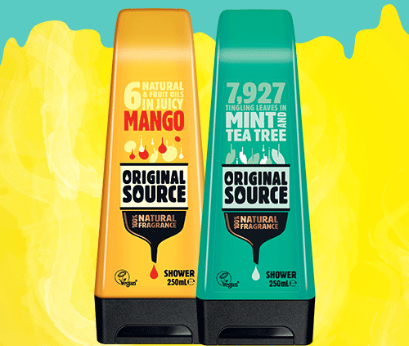 6 NATURAL
& FRUIT OILS
IN JUICY
MANGO
ORIGINAL
SOURCE
100% NATURAL
FRAGRANCE
Vegan
SHOWER
250ml e
7,927
TINGLING LEAVES IN
MINT AND
TEA TREE
ORIGINAL
SOURCE
100% NATURAL
FRAGRANCE
Vegan
SHOWER
250ml e